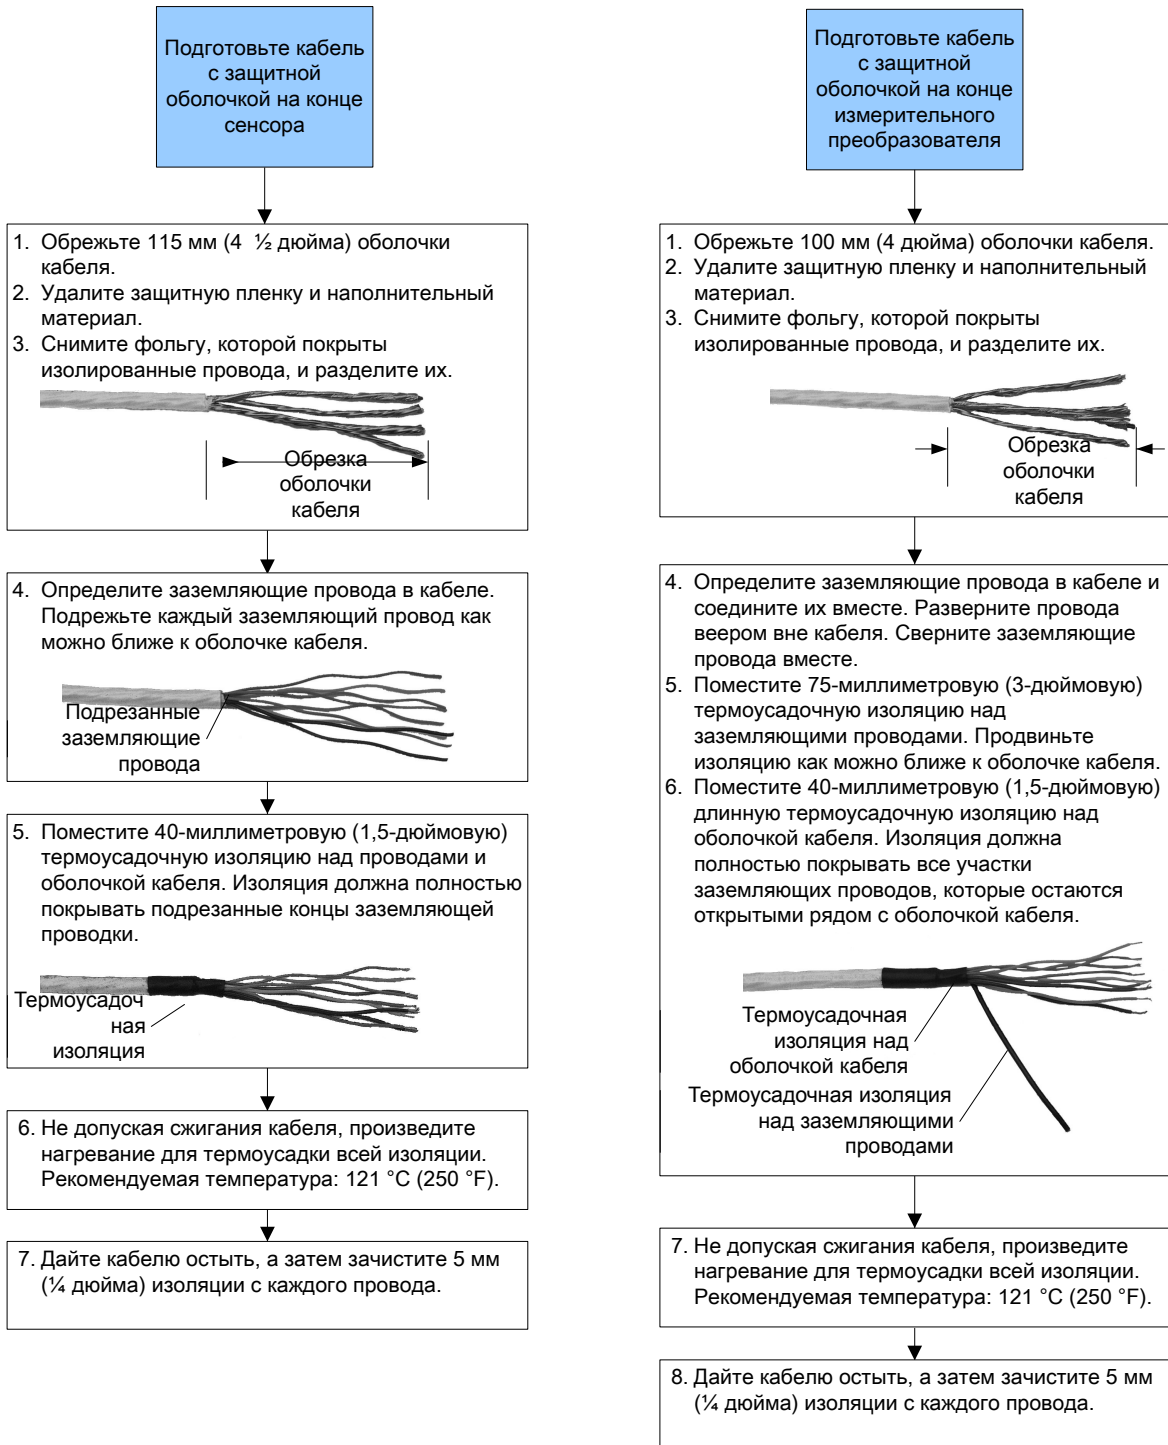 Подготовьте кабель
с защитной
оболочкой на конце
сенсора
1. Обрежьте 115 мм (4 ½ дюйма) оболочки
кабеля.
2. Удалите защитную пленку и наполнительный
материал.
3. Снимите фольгу, которой покрыты
изолированные провода, и разделите их.
Обрезка
оболочки
кабеля
4. Определите заземляющие провода в кабеле.
Подрежьте каждый заземляющий провод как
можно ближе к оболочке кабеля.
Подрезанные
заземляющие
провода
5. Поместите 40-миллиметровую (1,5-дюймовую)
термоусадочную изоляцию над проводами и
оболочкой кабеля. Изоляция должна полностью
покрывать подрезанные концы заземляющей
проводки.
Термоусадоч
ная
изоляция
6. Не допуская сжигания кабеля, произведите
нагревание для термоусадки всей изоляции.
Рекомендуемая температура: 121 °C (250 °F).
7. Дайте кабелю остыть, а затем зачистите 5 мм
(¼ дюйма) изоляции с каждого провода.
Подготовьте кабель
с защитной
оболочкой на конце
измерительного
преобразователя
1. Обрежьте 100 мм (4 дюйма) оболочки кабеля.
2. Удалите защитную пленку и наполнительный
материал.
3. Снимите фольгу, которой покрыты
изолированные провода, и разделите их.
Обрезка
оболочки
кабеля
4. Определите заземляющие провода в кабеле и
соедините их вместе. Разверните провода
веером вне кабеля. Сверните заземляющие
провода вместе.
5. Поместите 75-миллиметровую (3-дюймовую)
термоусадочную изоляцию над
заземляющими проводами. Продвиньте
изоляцию как можно ближе к оболочке кабеля.
6. Поместите 40-миллиметровую (1,5-дюймовую)
длинную термоусадочную изоляцию над
оболочкой кабеля. Изоляция должна
полностью покрывать все участки
заземляющих проводов, которые остаются
открытыми рядом с оболочкой кабеля.
Термоусадочная
изоляция над
оболочкой кабеля
Термоусадочная изоляция
над заземляющими
проводами
7. Не допуская сжигания кабеля, произведите
нагревание для термоусадки всей изоляции.
Рекомендуемая температура: 121 °C (250 °F).
8. Дайте кабелю остыть, а затем зачистите 5 мм
(¼ дюйма) изоляции с каждого провода.